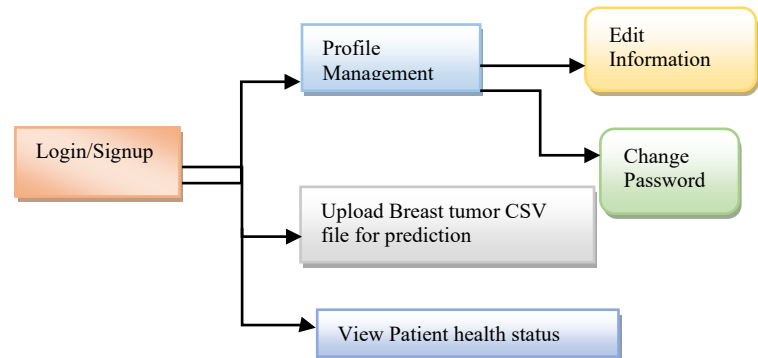 Login/Signup
Profile
Management
Edit
Information
Change
Password
Upload Breast tumor CSV
file for prediction
View Patient health status